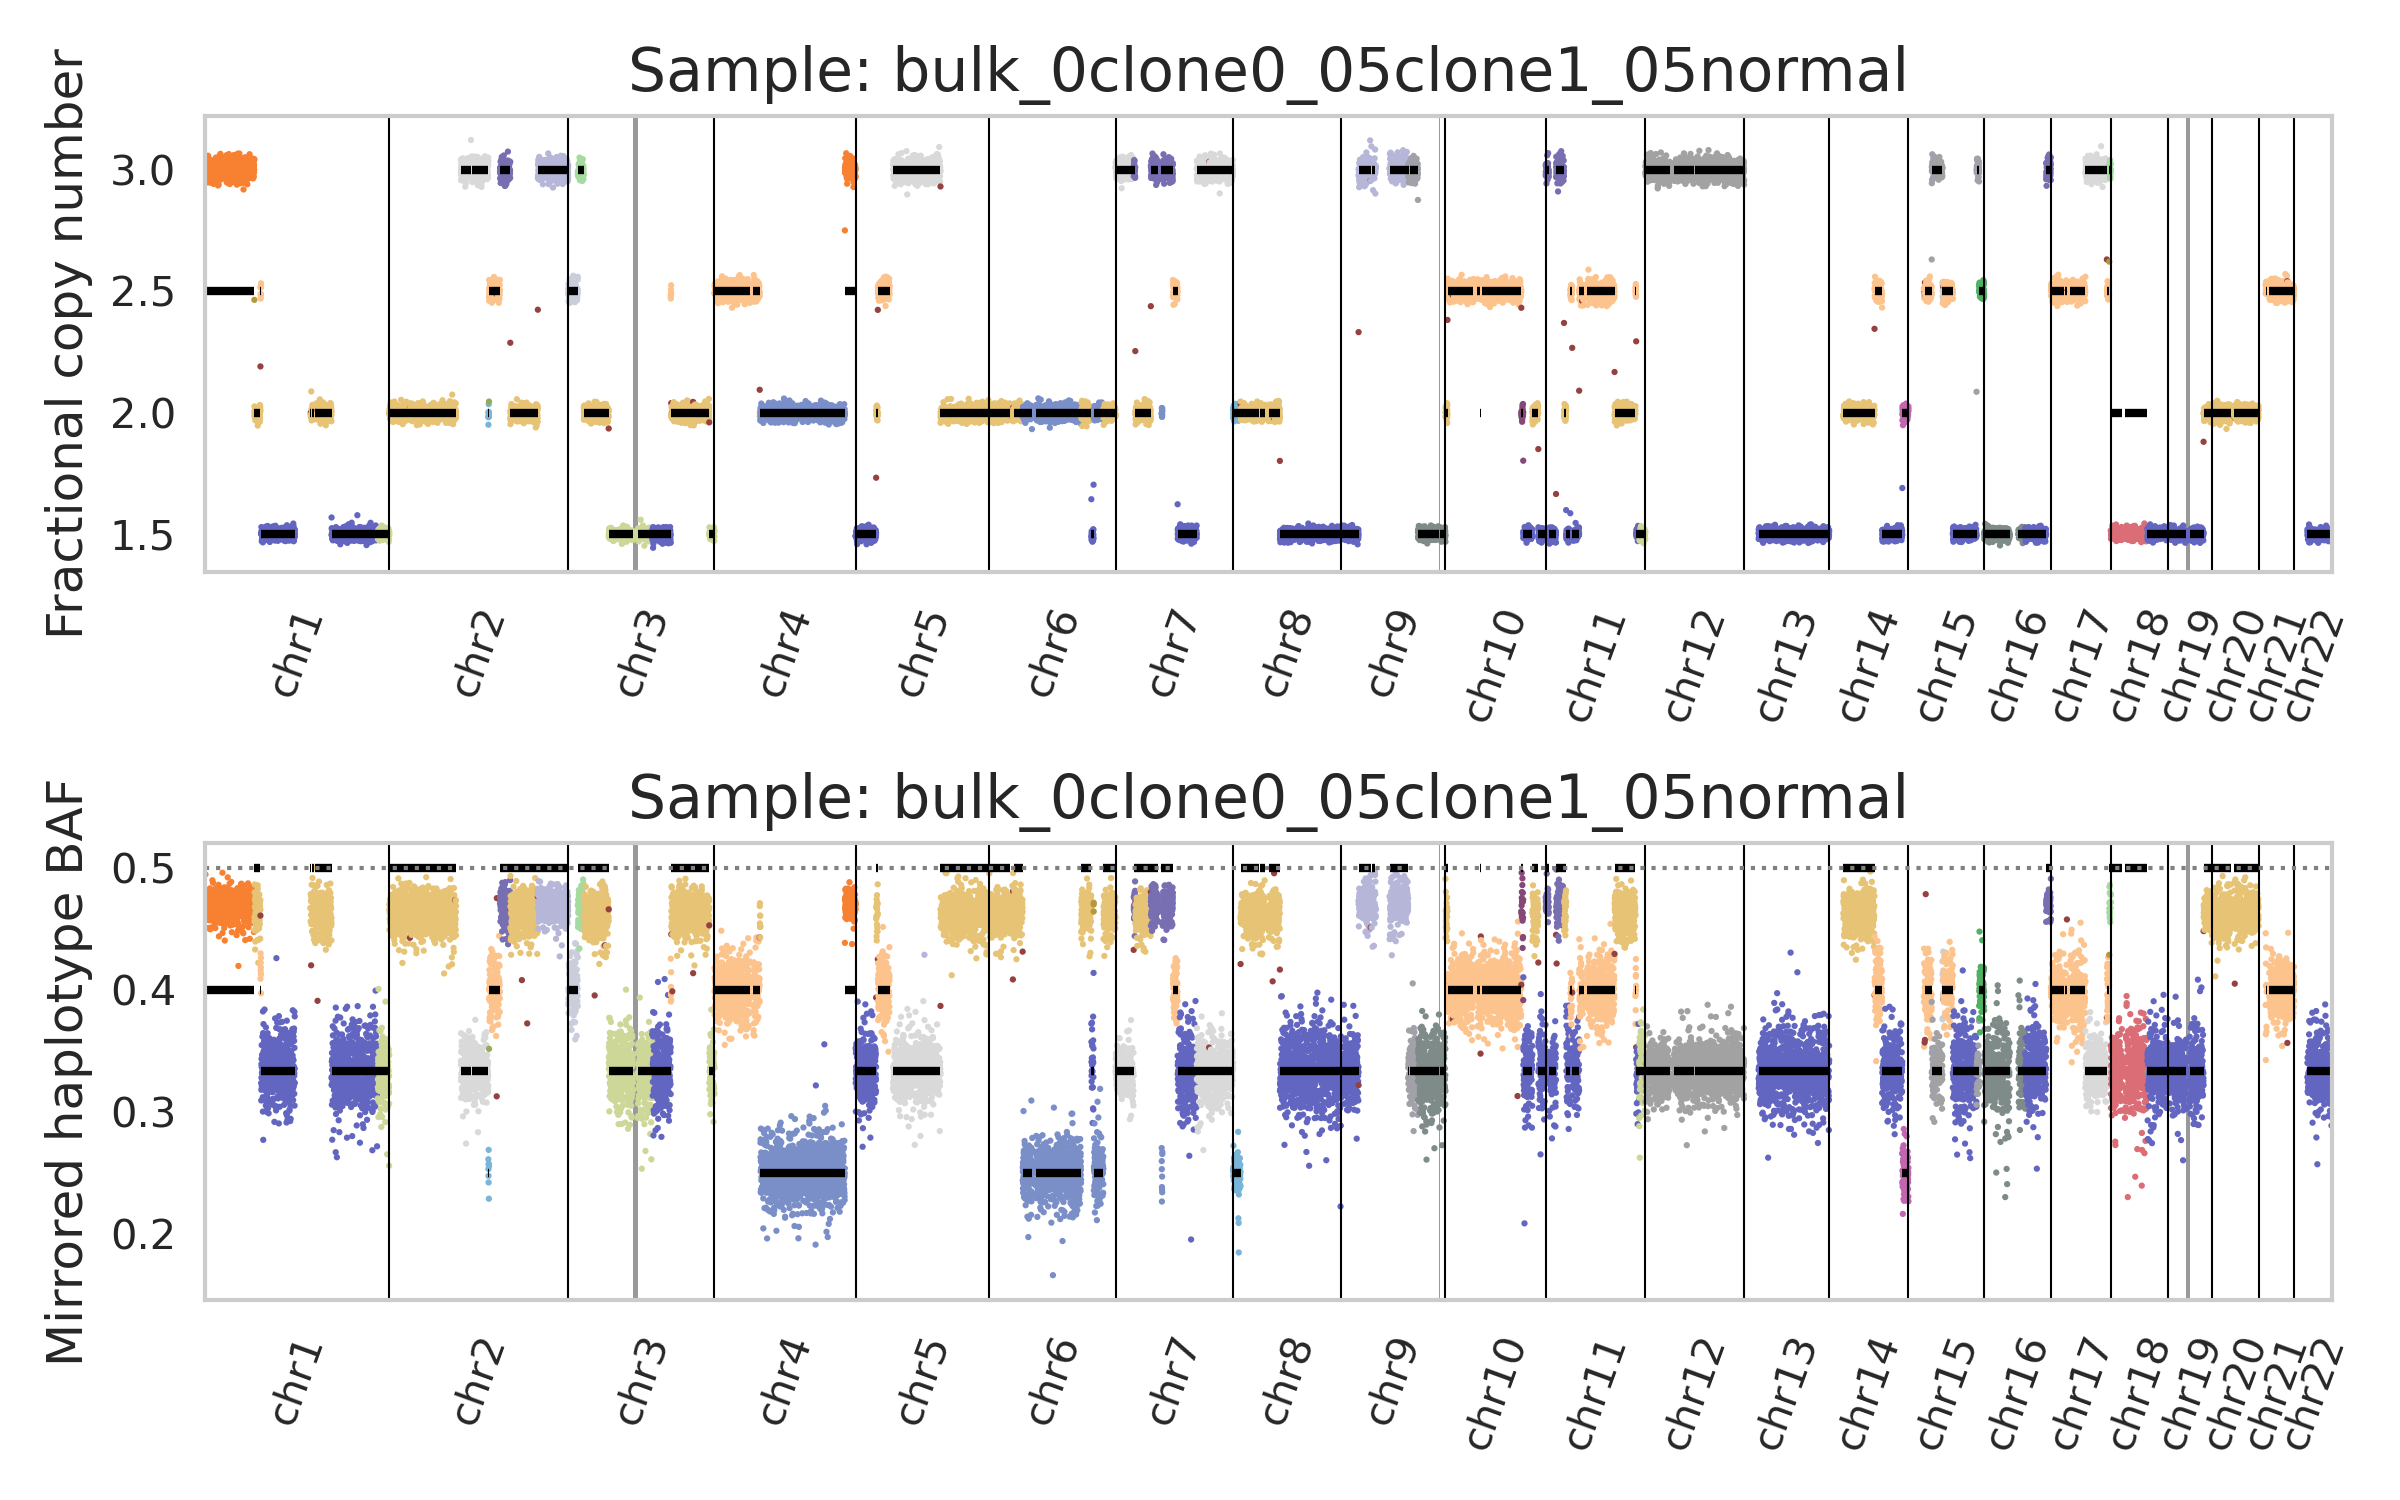 Sample: bulk_0clone0_05clone1_05normal
Fractional copy number
3.0
2.5
2.0
1.5
chr1 chr2 chr3 chr4 chr5 chr6 chr7 chr8 chr9 chr10 chr11 chr12 chr13 chr14 chr15 chr16 chr17 chr18 chr19 chr20 chr21 chr22
Sample: bulk_0clone0_05clone1_05normal
Mirrored haplotype BAF
0.5
0.4
0.3
0.2
chr1 chr2 chr3 chr4 chr5 chr6 chr7 chr8 chr9 chr10 chr11 chr12 chr13 chr14 chr15 chr16 chr17 chr18 chr19 chr20 chr21 chr22